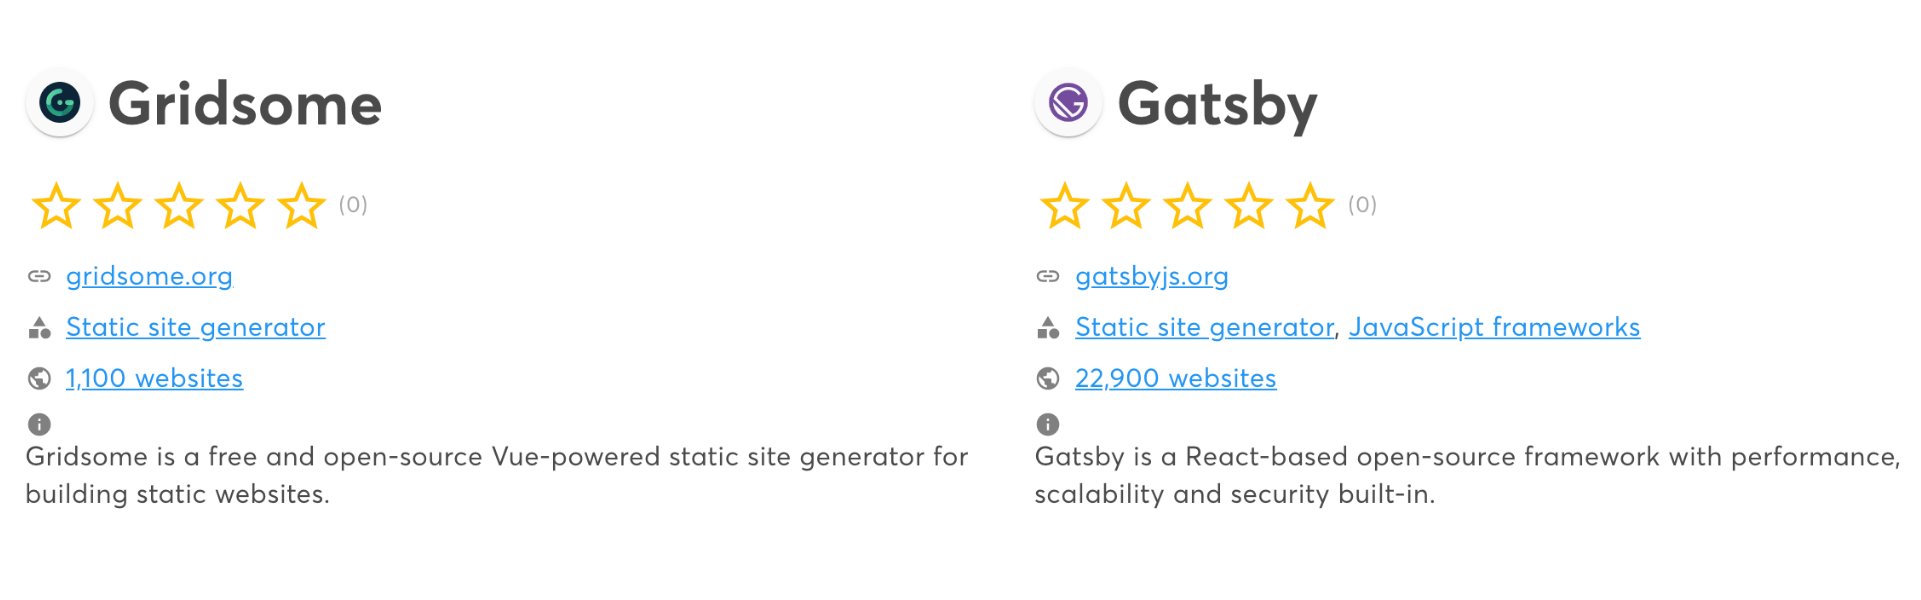 Gridsome
(0)
gridsome.org
Static site generator
1,100 websites
Gridsome is a free and open-source Vue-powered static site generator for
building static websites.
Gatsby
(0)
gatsbyjs.org
Static site generator, JavaScript frameworks
22,900 websites
Gatsby is a React-based open-source framework with performance,
scalability and security built-in.